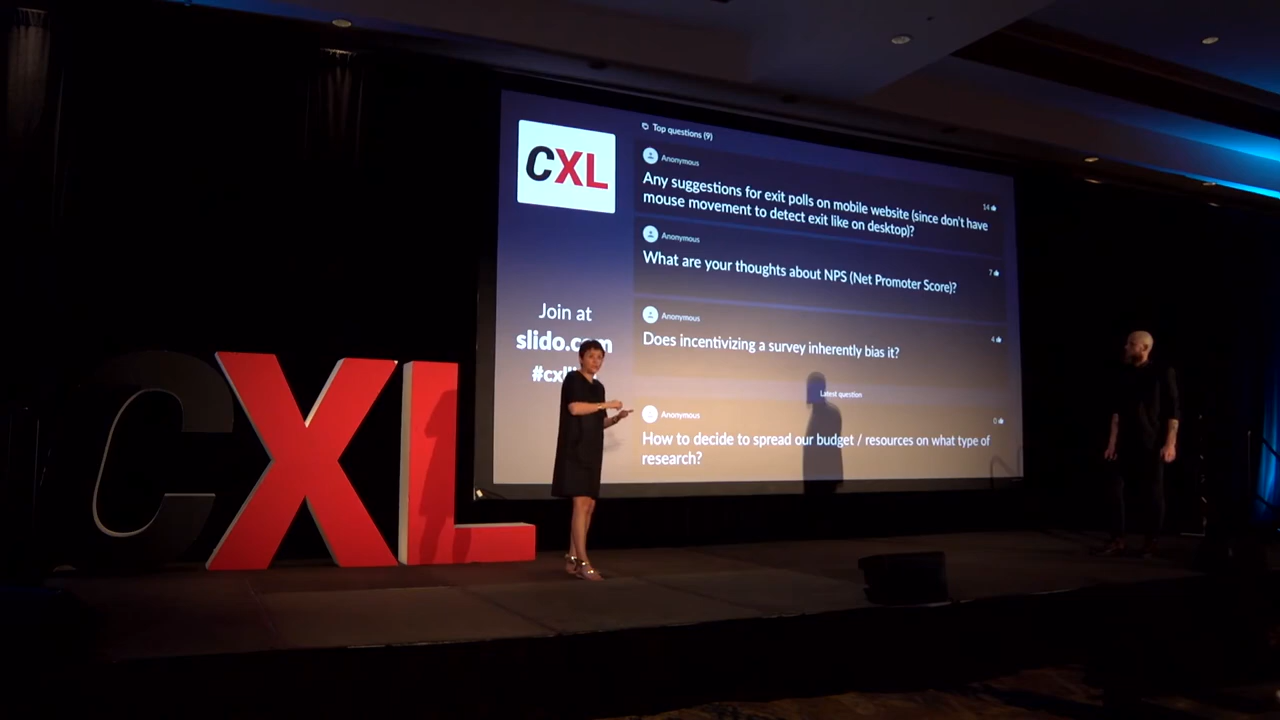 CXL
CXL
Join at
slido.com
Top questions (9)
Anonymous
14
Any suggestions for exit polls on mobile website (since don't have
mouse movement to detect exit like on desktop)?
Anonymous
7
What are your thoughts about NPS (Net Promoter Score)?
Anonymous
4
Does incentivizing a survey inherently bias it?
Latest question
Anonymous
0
How to decide to spread our budget / resources on what type of
research?